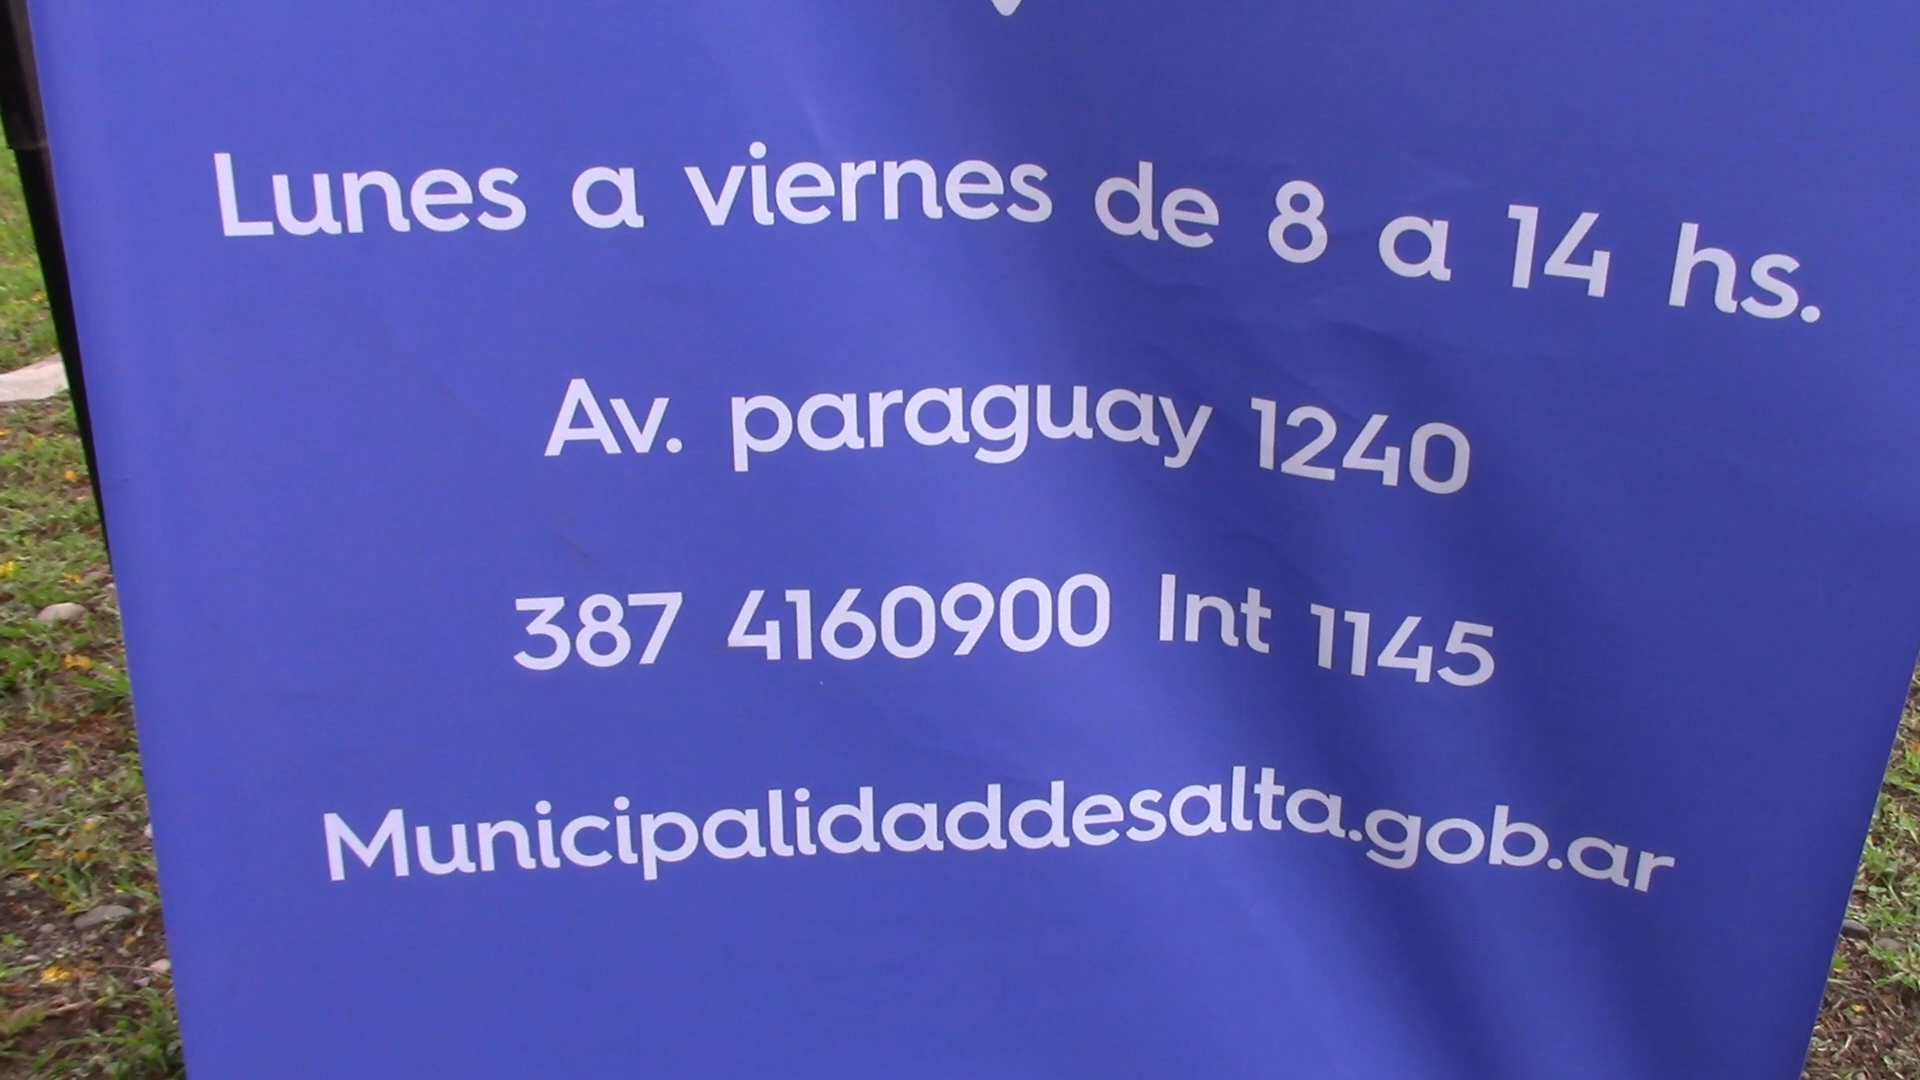 Lunes a viernes de 8 a 14 hs.
Av. paraguay 1240
387 4160900 Int 1145
Municipalidaddesalta.gob.ar